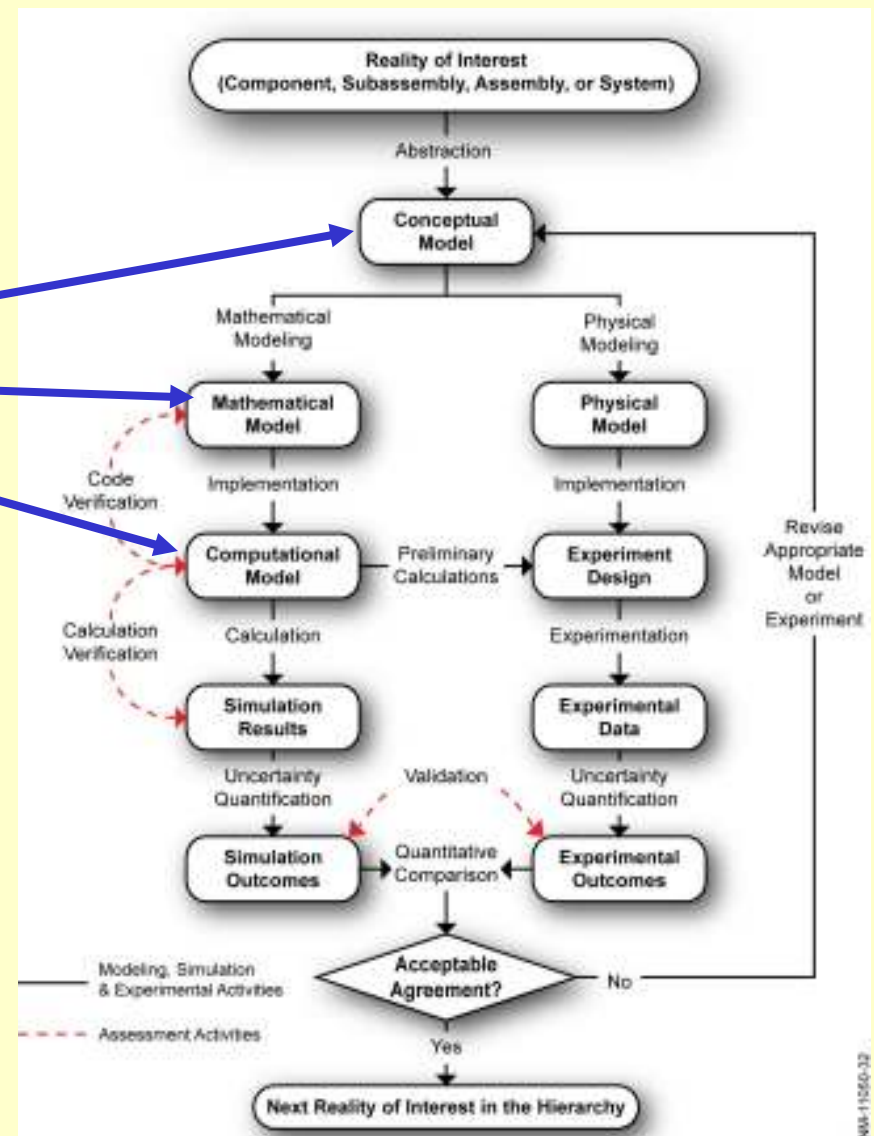 Reality of Interest
(Component, Subassembly, Assembly, or System)
Abstraction
Conceptual
Model
Mathematical
Modeling
Physical
Modeling
Mathematical
Model
Physical
Model
Code
Verification
Implementation
Implementation
Revise
Appropriate
Model
or
Experiment
Computational
Model
Preliminary
Calculations
Experiment
Design
Calculation
Verification
Calculation
Experimentation
Simulation
Results
Experimental
Data
Uncertainty
Quantification
Validation
Uncertainty
Quantification
Simulation
Outcomes
Quantitative
Comparison
Experimental
Outcomes
Modeling, Simulation
& Experimental Activities
Acceptable
Agreement?
No
Assessment Activities
Yes
Next Reality of Interest in the Hierarchy